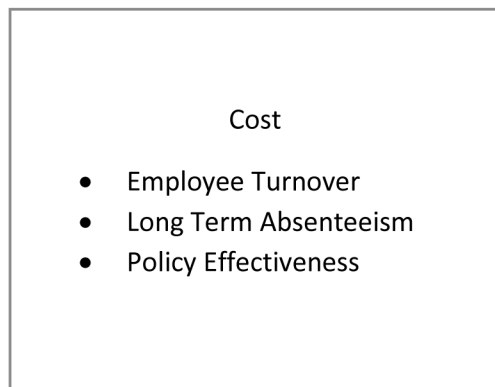 Cost
• Employee Turnover
• Long Term Absenteeism
• Policy Effectiveness